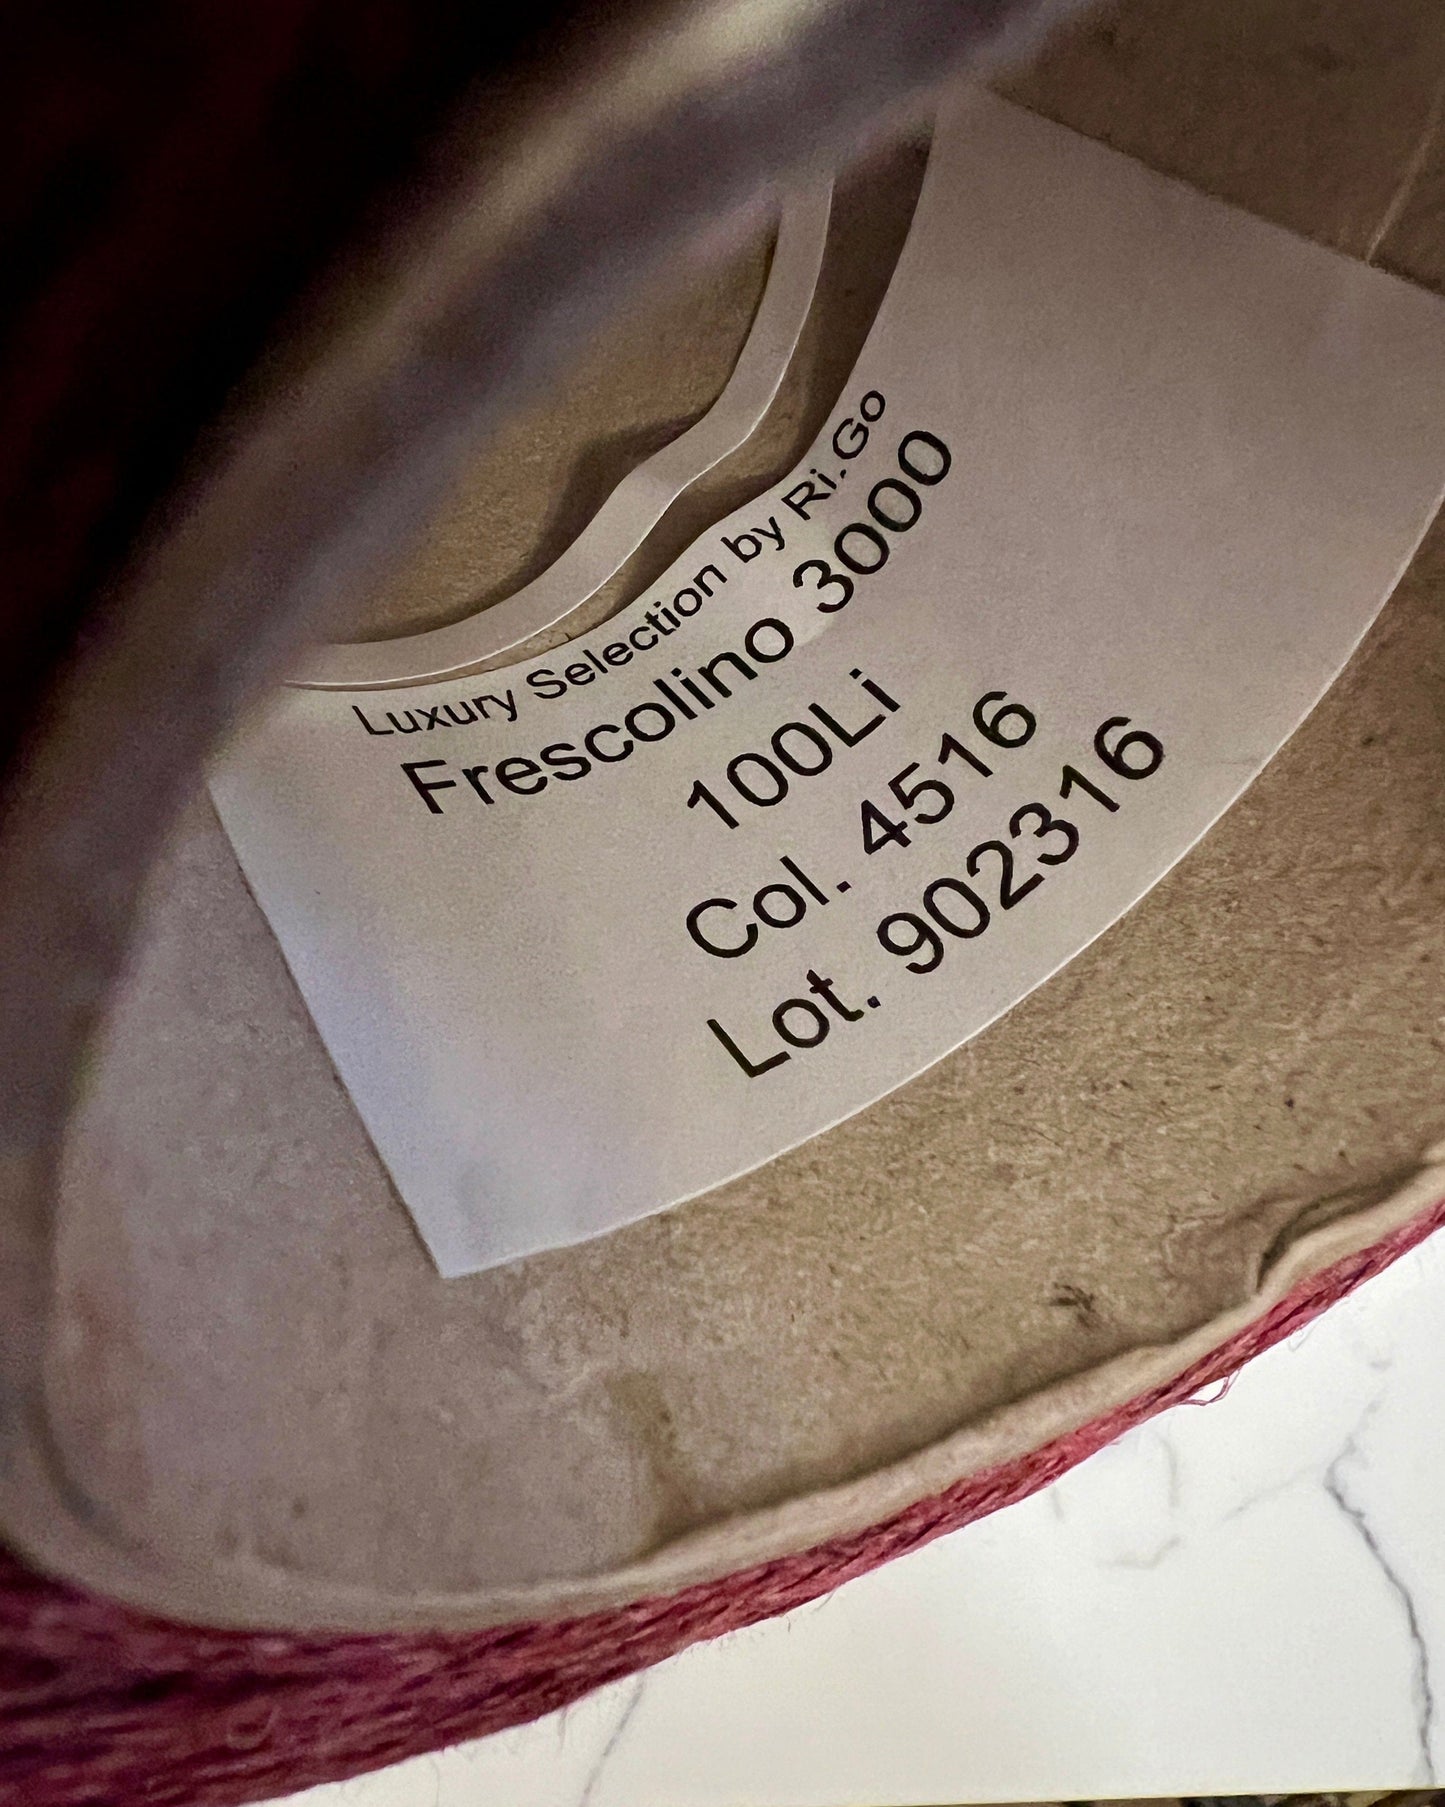 Luxury Selection by Ri.Go
Frescolino 3000
100Li
Col. 4516
Lot. 902316